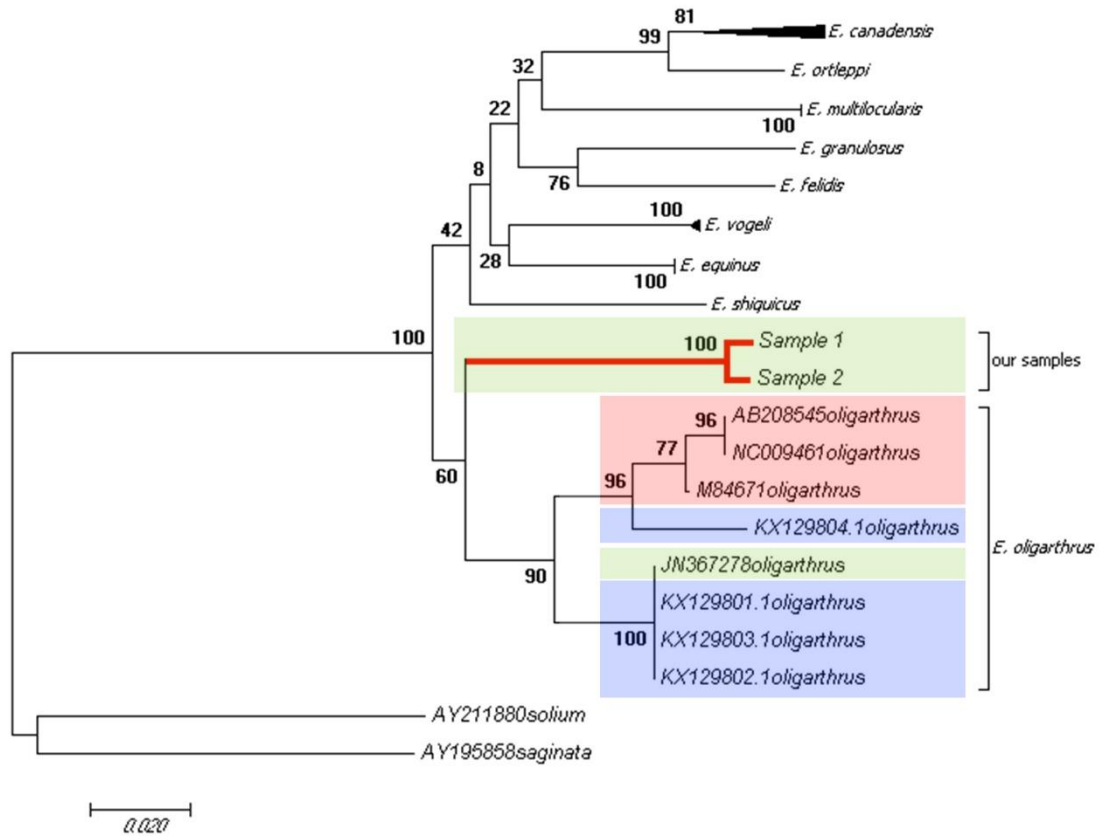 81
99
E. canadensis
E. ortleppi
32
E. multilocularis
100
22
E. granulosus
76
E. felidis
8
100
E. vogeli
28
E. equinus
100
42
E. shiquicus
100
100
Sample 1
Sample 2
our samples
60
96
AB208545oligarthrus
77
NC009461oligarthrus
96
M84671oligarthrus
KX129804.1oligarthrus
E. oligarthrus
90
JN367278oligarthrus
KX129801.1oligarthrus
100
KX129803.1oligarthrus
KX129802.1oligarthrus
AY211880solium
AY195858saginata
0.020